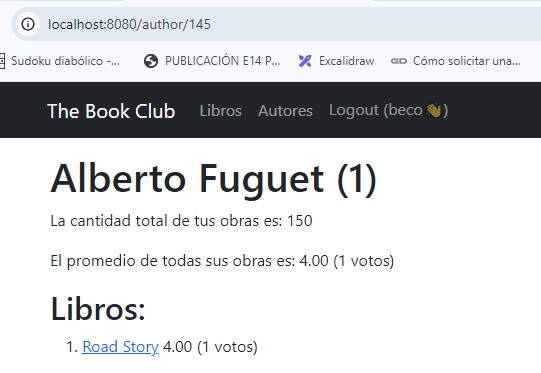 localhost:8080/author/145
Sudoku diabólico -... PUBLICACIÓN E14 P... Excalidraw Cómo solicitar una...
The Book Club Libros Autores Logout (beco 👋)
Alberto Fuguet (1)
La cantidad total de tus obras es: 150
El promedio de todas sus obras es: 4.00 (1 votos)
Libros:
1. Road Story 4.00 (1 votos)